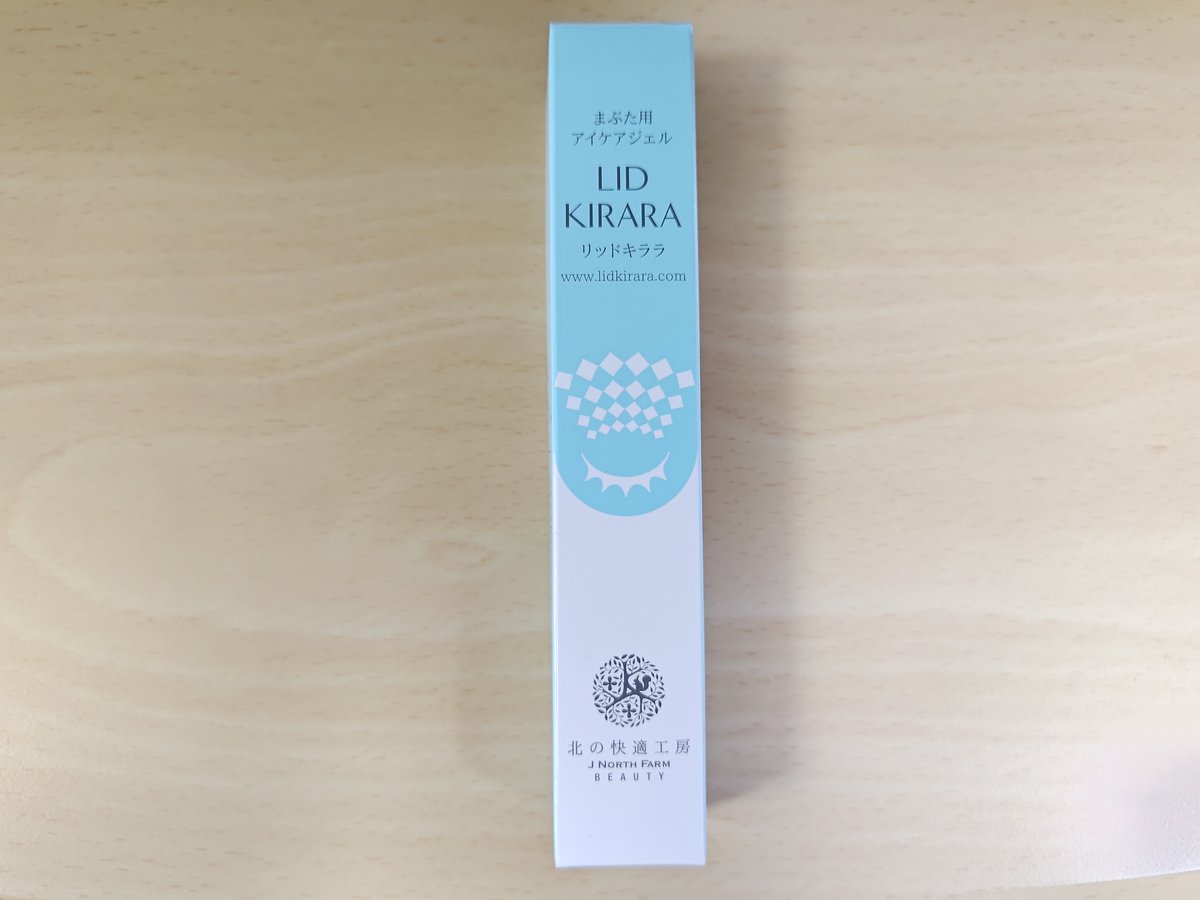 まぶた用
アイケアジェル
LID
KIRARA
リッドキララ
www.lidkirara.com
北の快適工房
J NORTH FARM
BEAUTY